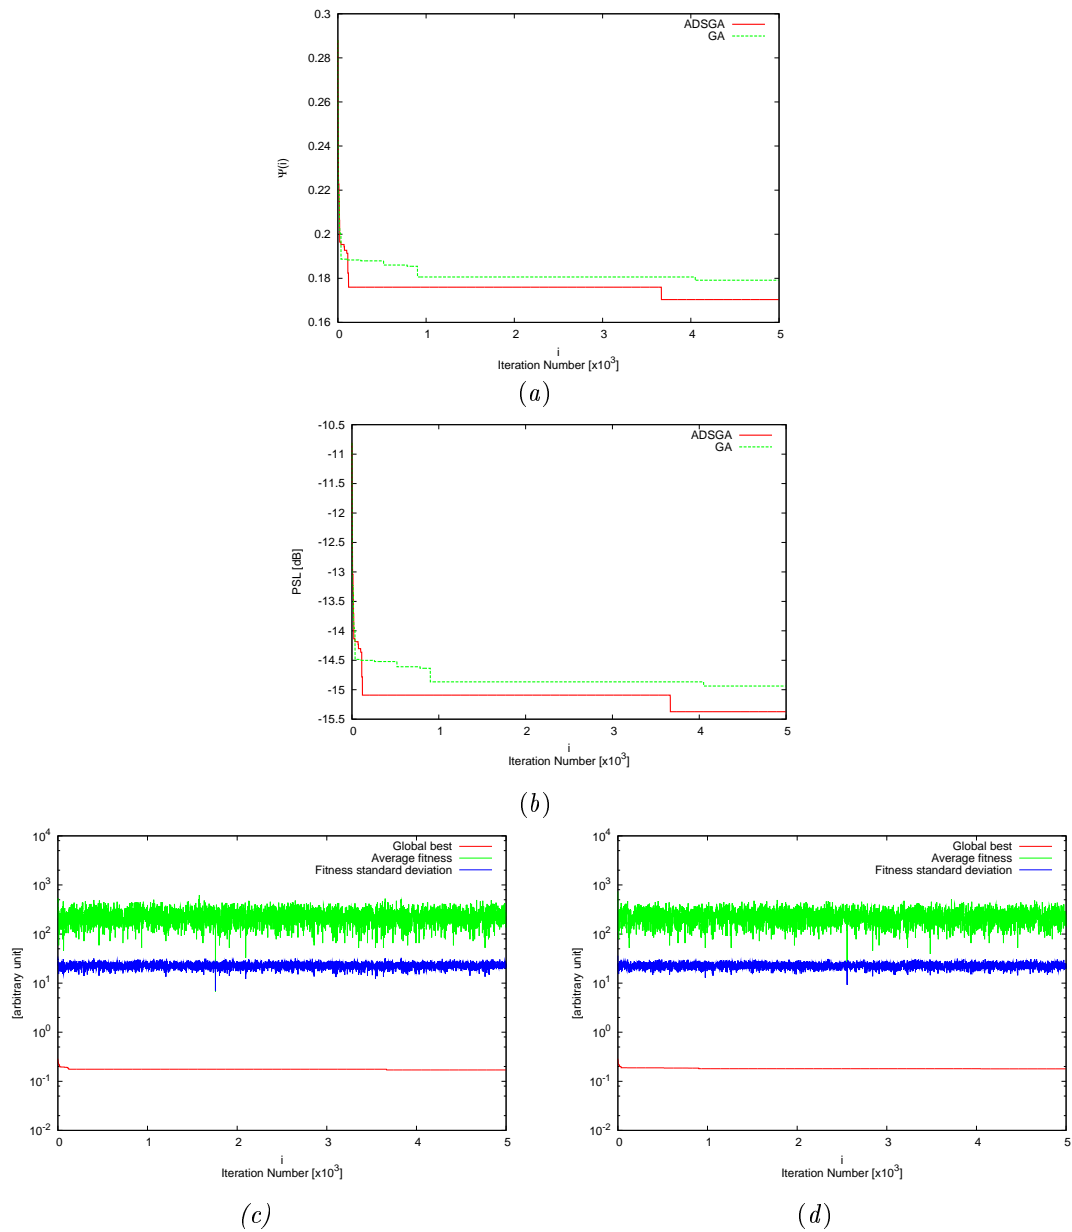 0.3
0.28
0.26
0.24
0.22
0.2
0.18
0.16
Ψ(i)
ADSGA
GA
0 1 2 3 4 5
i
Iteration Number [x10³]
(a)
-10.5
-11
-11.5
-12
-12.5
-13
-13.5
-14
-14.5
-15
-15.5
PSL [dB]
ADSGA
GA
0 1 2 3 4 5
i
Iteration Number [x10³]
(b)
10⁴
10³
10²
10¹
10⁰
10⁻¹
10⁻²
[arbitrary unit]
Global best
Average fitness
Fitness standard deviation
0 1 2 3 4 5
i
Iteration Number [x10³]
(c)
10⁴
10³
10²
10¹
10⁰
10⁻¹
10⁻²
[arbitrary unit]
Global best
Average fitness
Fitness standard deviation
0 1 2 3 4 5
i
Iteration Number [x10³]
(d)